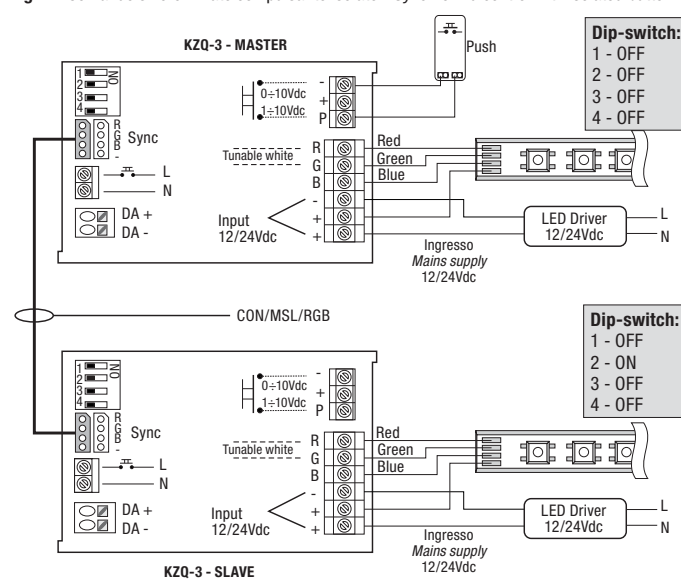 KZQ-3 - MASTER
Push
Dip-switch:
1 - OFF
2 - OFF
3 - OFF
4 - OFF
1
2
3
4
ON
0÷10Vdc
1÷10Vdc
-
+
P
R
G
B
-
Sync
L
N
DA +
DA -
Tunable white
R
G
B
-
+
+
Red
Green
Blue
Input
12/24Vdc
LED Driver
12/24Vdc
L
N
Ingresso
Mains supply
12/24Vdc
CON/MSL/RGB
Dip-switch:
1 - OFF
2 - ON
3 - OFF
4 - OFF
1
2
3
4
ON
0÷10Vdc
1÷10Vdc
-
+
P
R
G
B
-
Sync
L
N
DA +
DA -
Tunable white
R
G
B
-
+
+
Red
Green
Blue
Input
12/24Vdc
LED Driver
12/24Vdc
L
N
Ingresso
Mains supply
12/24Vdc
KZQ-3 - SLAVE